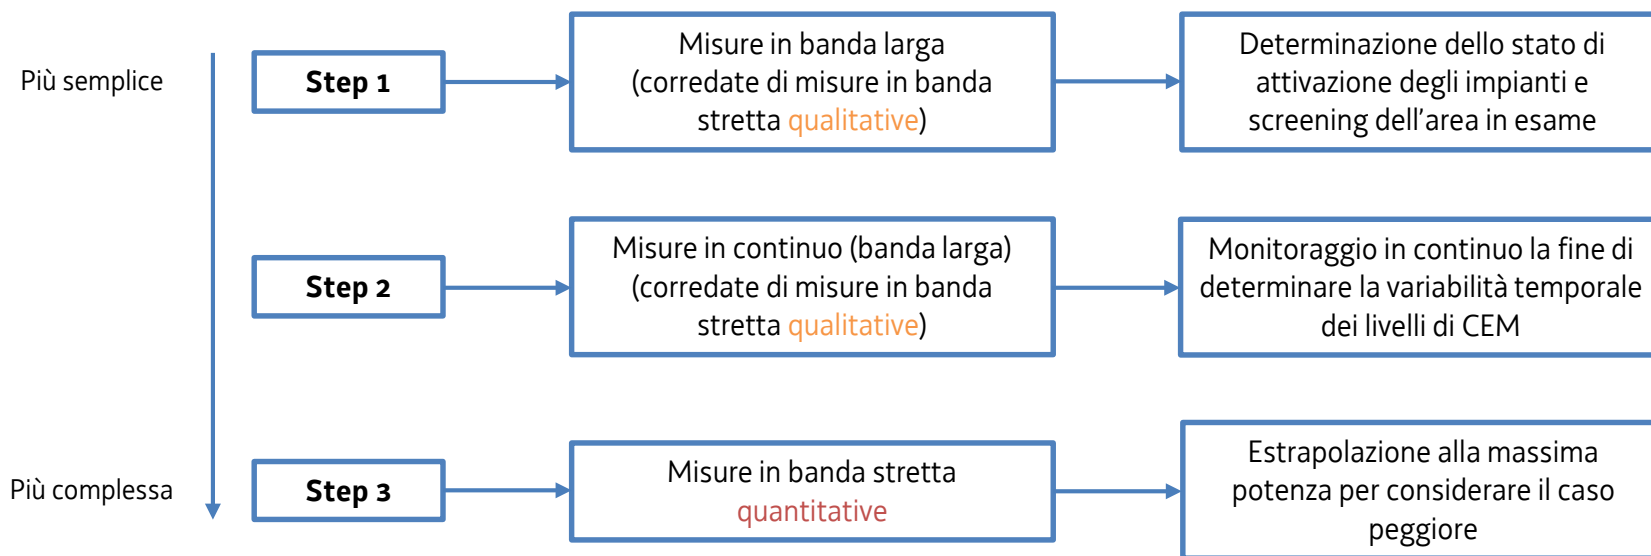 Più semplice
Step 1
Misure in banda larga
(corredate di misure in banda
stretta qualitative)
Determinazione dello stato di
attivazione degli impianti e
screening dell'area in esame
Step 2
Misure in continuo (banda larga)
(corredate di misure in banda
stretta qualitative)
Monitoraggio in continuo la fine di
determinare la variabilità temporale
dei livelli di CEM
Più complessa
Step 3
Misure in banda stretta
quantitative
Estrapolazione alla massima
potenza per considerare il caso
peggiore